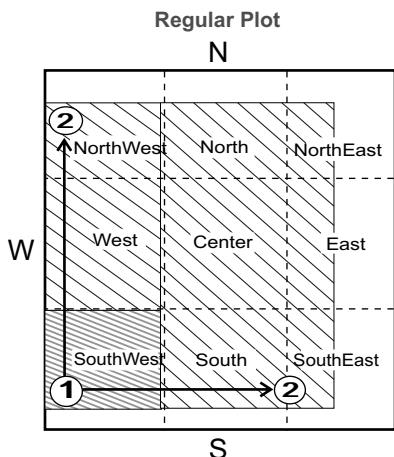 Regular Plot
N
2
NorthWest North NorthEast
W West Center East
SouthWest South SouthEast
1 2
S